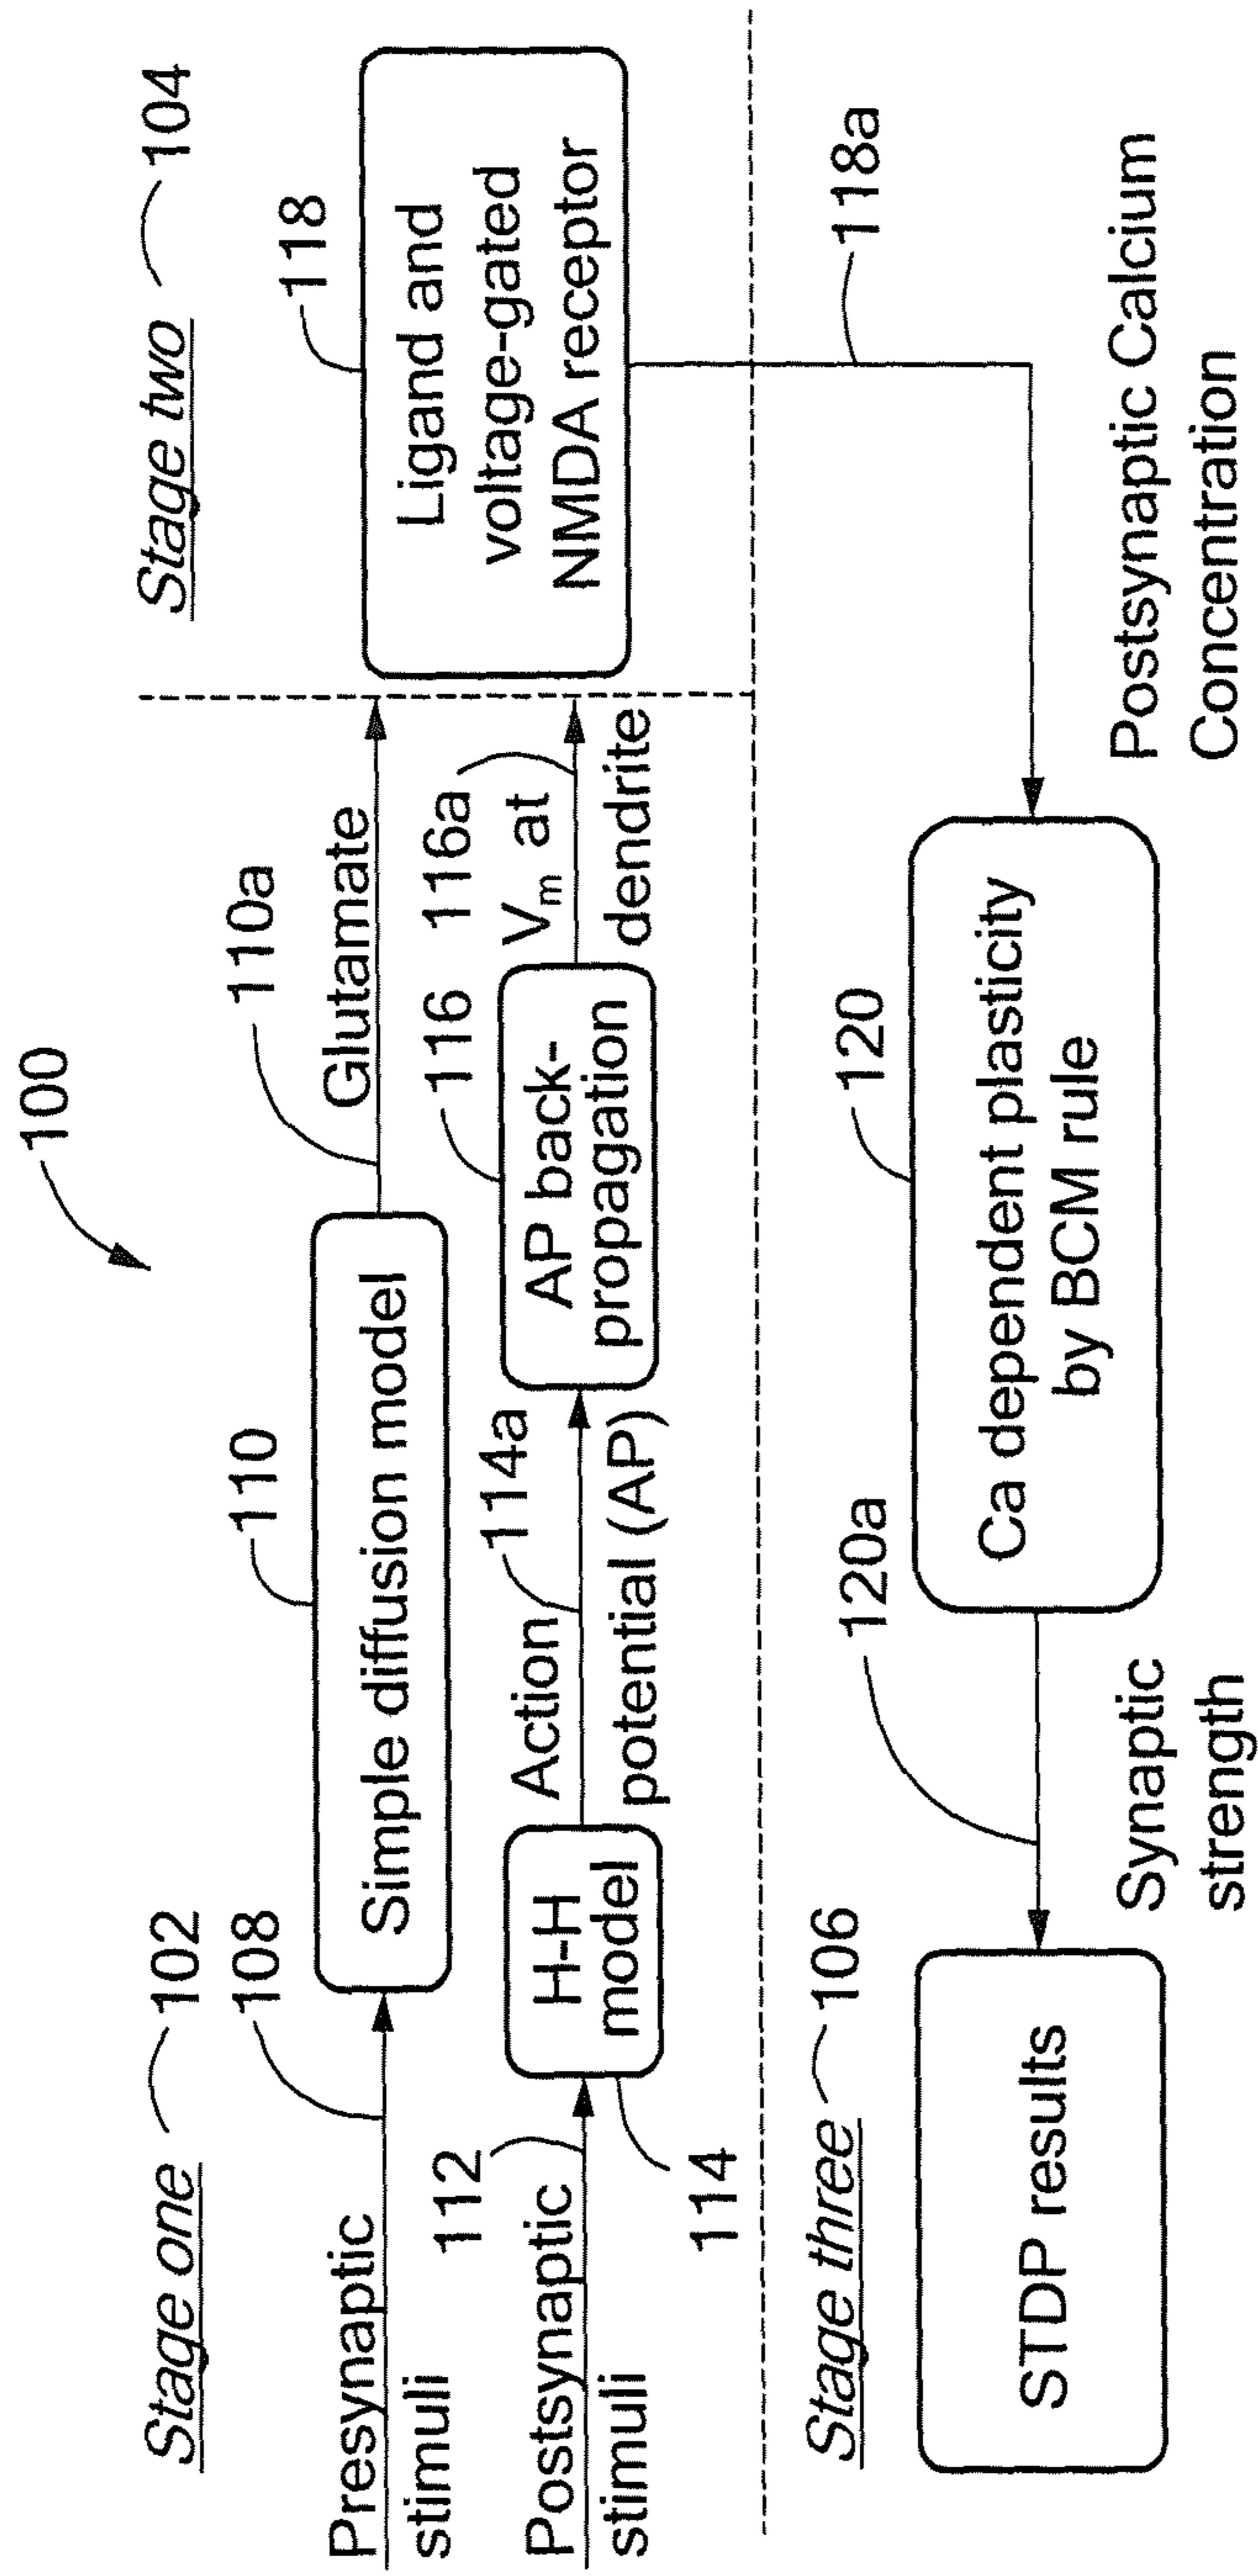 100
Stage one
102
Stage two
104
108
110
110a
118
Presynaptic
stimuli
Simple diffusion model
Glutamate
Ligand and
voltage-gated
NMDA receptor
112
114a
116
116a
Postsynaptic
stimuli
H-H
model
Action
potential (AP)
AP back-
propagation
Vm at
dendrite
114
Stage three
106
120a
120
118a
STDP results
Synaptic
strength
Ca dependent plasticity
by BCM rule
Postsynaptic Calcium
Concentration